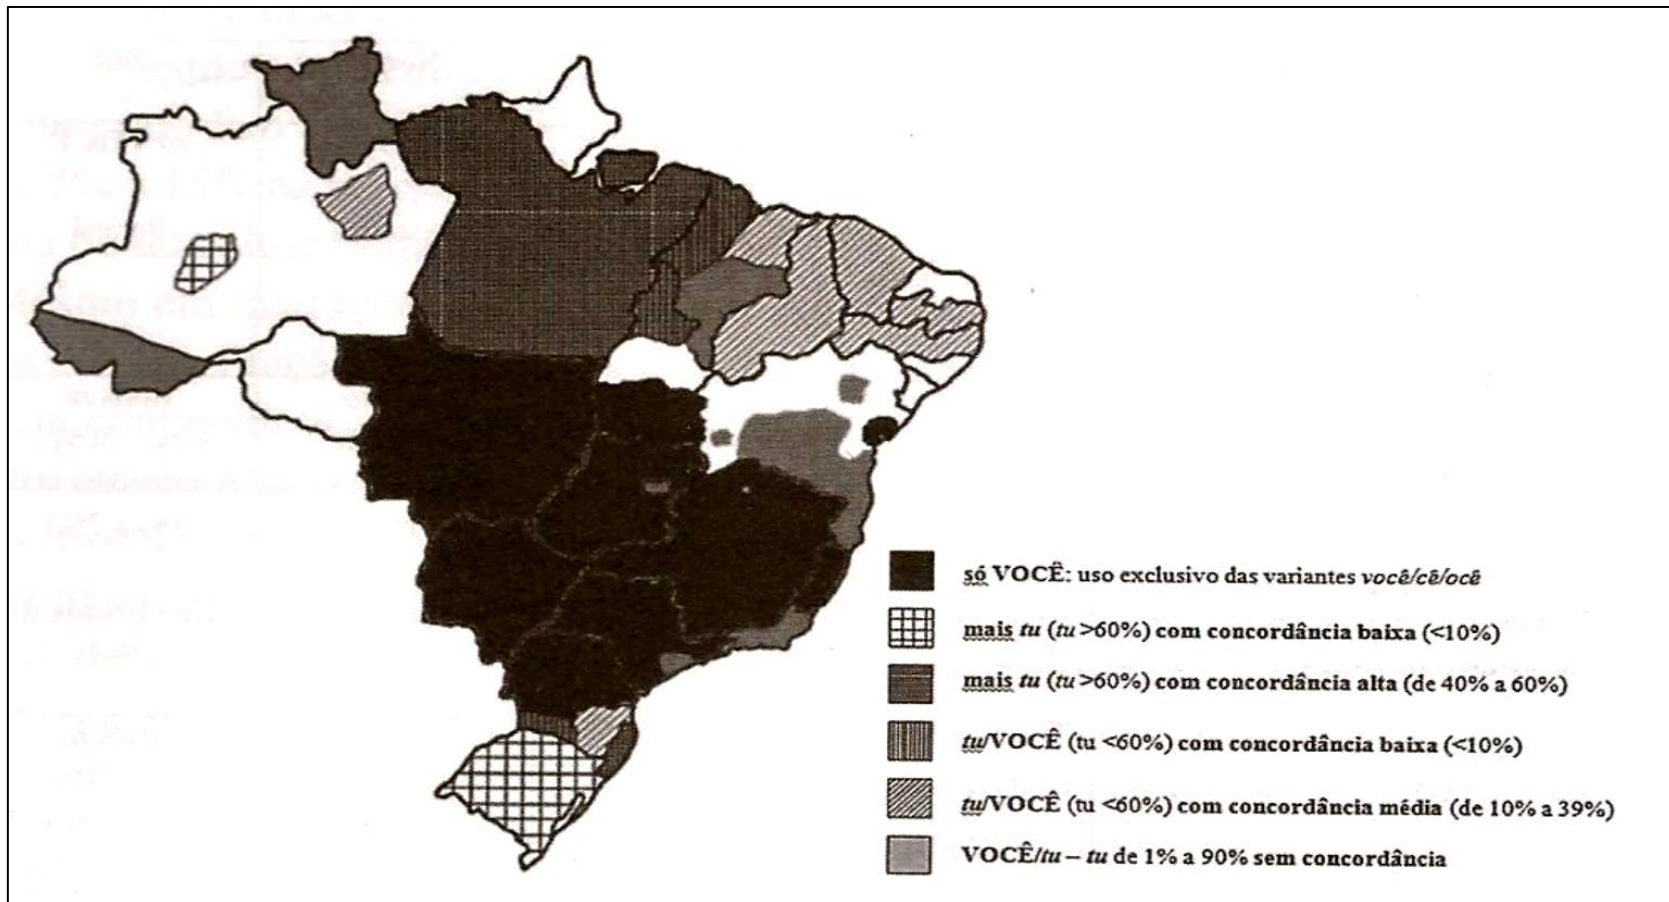 só VOCÊ: uso exclusivo das variantes você/cê/ocê
mais tu (tu >60%) com concordância baixa (<10%)
mais tu (tu >60%) com concordância alta (de 40% a 60%)
tu/VOCÊ (tu <60%) com concordância baixa (<10%)
tu/VOCÊ (tu <60%) com concordância média (de 10% a 39%)
VOCÊ/tu – tu de 1% a 90% sem concordância